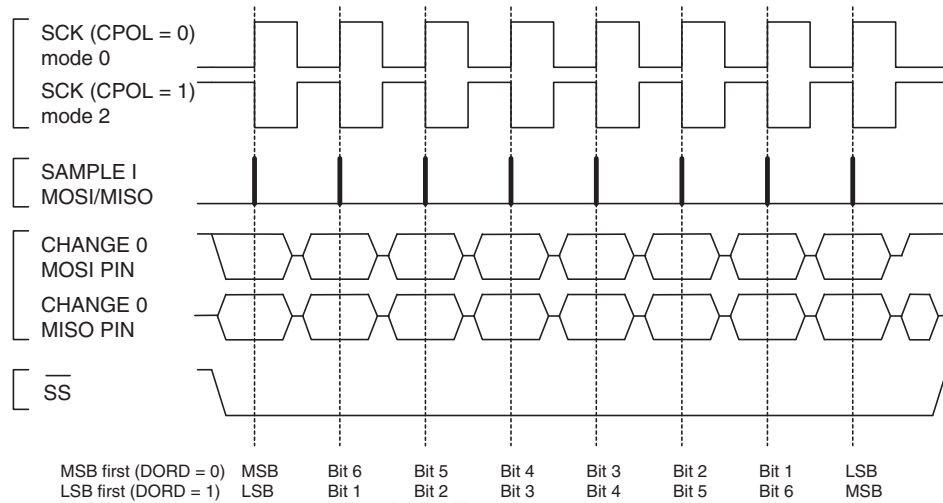 SCK (CPOL = 0)
mode 0
SCK (CPOL = 1)
mode 2
SAMPLE I
MOSI/MISO
CHANGE 0
MOSI PIN
CHANGE 0
MISO PIN
SS
MSB first (DORD = 0) MSB Bit 6 Bit 5 Bit 4 Bit 3 Bit 2 Bit 1 LSB
LSB first (DORD = 1) LSB Bit 1 Bit 2 Bit 3 Bit 4 Bit 5 Bit 6 MSB